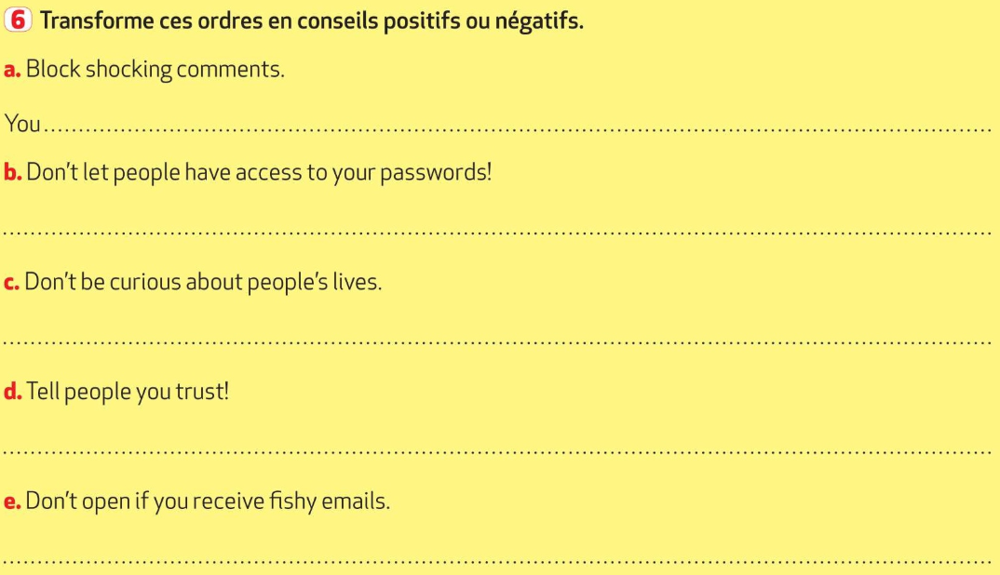 6 Transforme ces ordres en conseils positifs ou négatifs.
a. Block shocking comments.
You ........................................................................................................................
b. Don't let people have access to your passwords!
........................................................................................................................
c. Don't be curious about people's lives.
........................................................................................................................
d. Tell people you trust!
........................................................................................................................
e. Don't open if you receive fishy emails.
........................................................................................................................